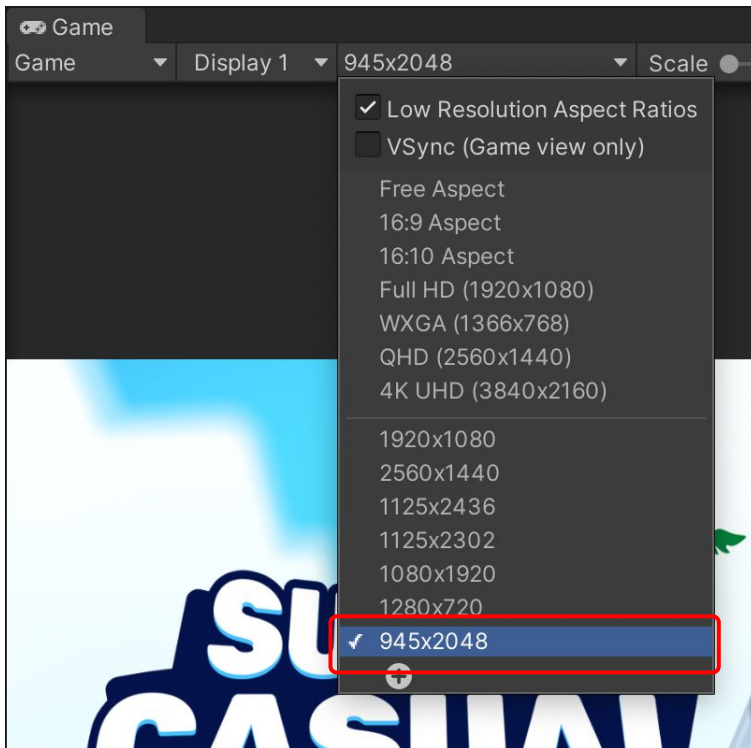 Game
Game Display 1 945x2048 Scale
Low Resolution Aspect Ratios
VSync (Game view only)
Free Aspect
16:9 Aspect
16:10 Aspect
Full HD (1920x1080)
WXGA (1366x768)
QHD (2560x1440)
4K UHD (3840x2160)
1920x1080
2560x1440
1125x2436
1125x2302
1080x1920
1280x720
945x2048
SU
CASUAL